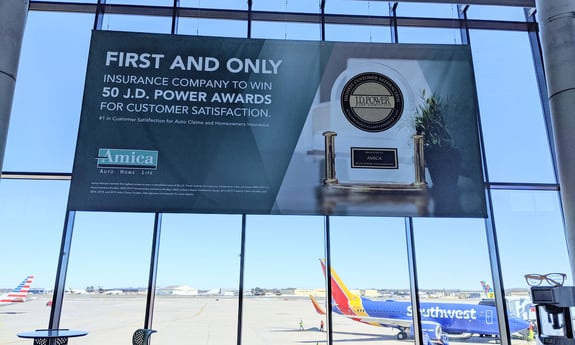 FIRST AND ONLY
INSURANCE COMPANY TO WIN
50 J.D. POWER AWARDS
FOR CUSTOMER SATISFACTION.
#1 in Customer Satisfaction for Auto Claims and Homeowners Insurance.
Amica
AUTO HOME LIFE
J.D. POWER
AMICA
Southwest